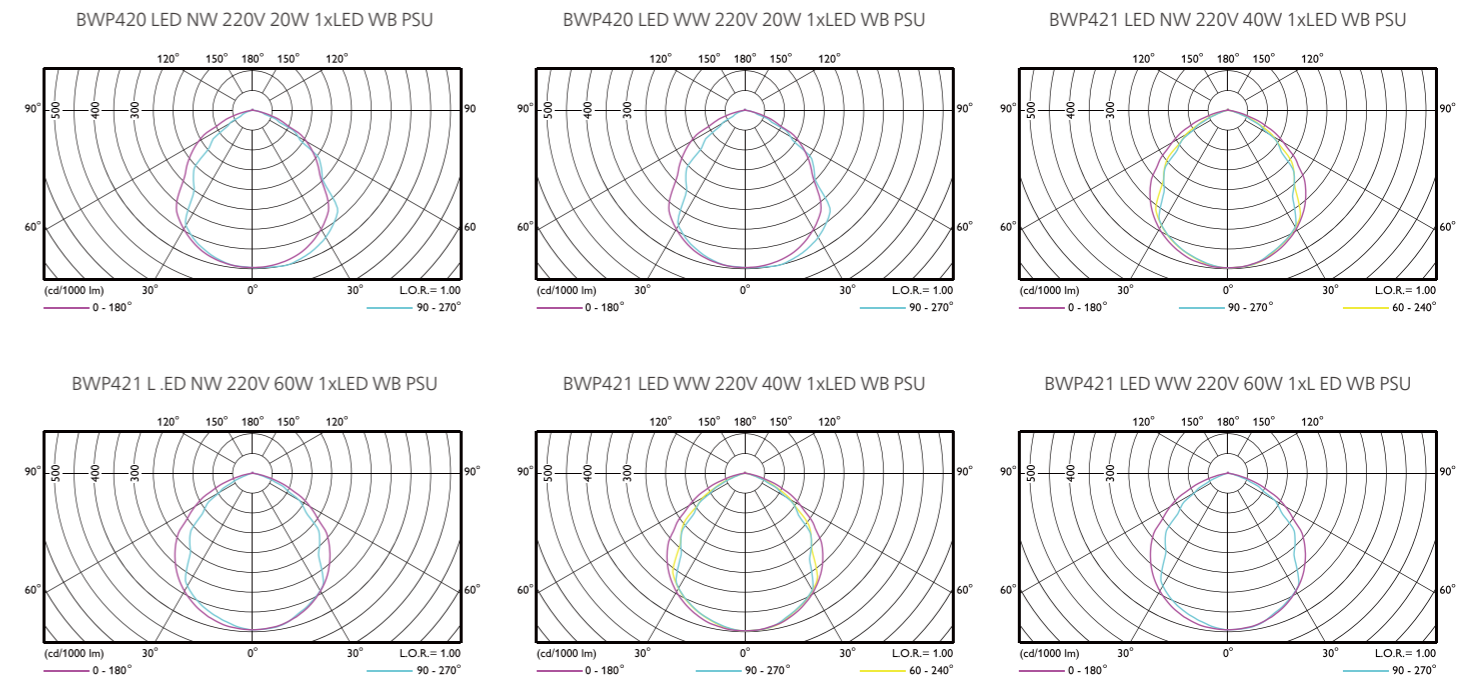 BWP420 LED NW 220V 20W 1xLED WB PSU
120° 150° 180° 150° 120°
90° 500 400 300 90
60° 60
(cd/1000 lm) 30° 0° 30° L.O.R.= 1.00
0 - 180° 90 - 270°
BWP420 LED WW 220V 20W 1xLED WB PSU
120° 150° 180° 150° 120°
90° 500 400 300 90°
60° 60°
(cd/1000 lm) 30° 0° 30° L.O.R.= 1.00
0 - 180° 90 - 270°
BWP421 LED NW 220V 40W 1xLED WB PSU
120° 150° 180° 150° 120°
90° 500 400 300 90°
60° 60°
(cd/1000 lm) 30° 0° 30° L.O.R.= 1.00
0 - 180° 90 - 270° 60 - 240°
BWP421 L .ED NW 220V 60W 1xLED WB PSU
120° 150° 180° 150° 120°
90° 500 400 300 90°
60° 60°
(cd/1000 lm) 30° 0° 30° L.O.R.= 1.00
0 - 180° 90 - 270°
BWP421 LED WW 220V 40W 1xLED WB PSU
120° 150° 180° 150° 120°
90° 500 400 300 90°
60° 60°
(cd/1000 lm) 30° 0° 30° L.O.R.= 1.00
0 - 180° 90 - 270° 60 - 240°
BWP421 LED WW 220V 60W 1xL ED WB PSU
120° 150° 180° 150° 120°
90° 500 400 300 90°
60° 60°
(cd/1000 lm) 30° 0° 30° L.O.R.= 1.00
0 - 180° 90 - 270°